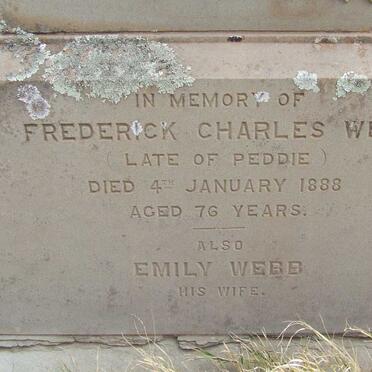 IN MEMORY OF
FREDERICK CHARLES WE
( LATE OF PEDDIE )
DIED 4TH JANUARY 1888
AGED 76 YEARS.
ALSO
EMILY WEBB
HIS WIFE.